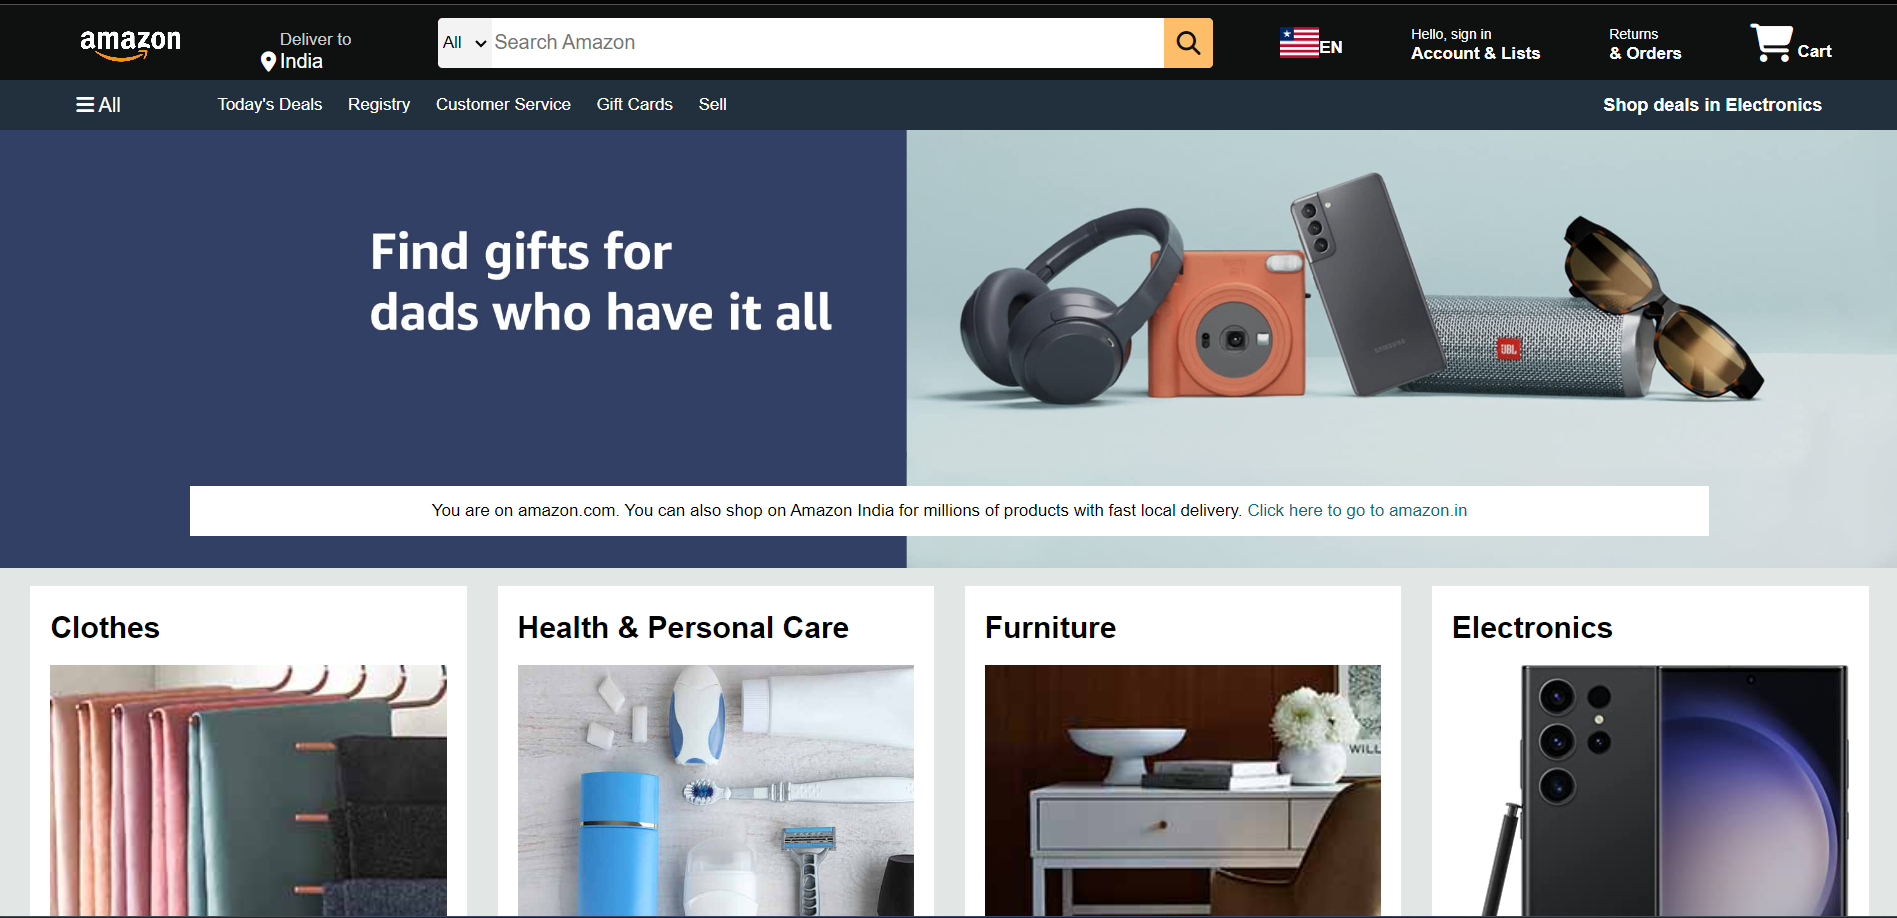 amazon
Deliver to
India
All
Search Amazon
EN
Hello, sign in
Account & Lists
Returns
& Orders
Cart
All
Today's Deals
Registry
Customer Service
Gift Cards
Sell
Shop deals in Electronics
Find gifts for
dads who have it all
SAMSUNG
JBL
You are on amazon.com. You can also shop on Amazon India for millions of products with fast local delivery. Click here to go to amazon.in
Clothes
Health & Personal Care
Furniture
Electronics
WILL